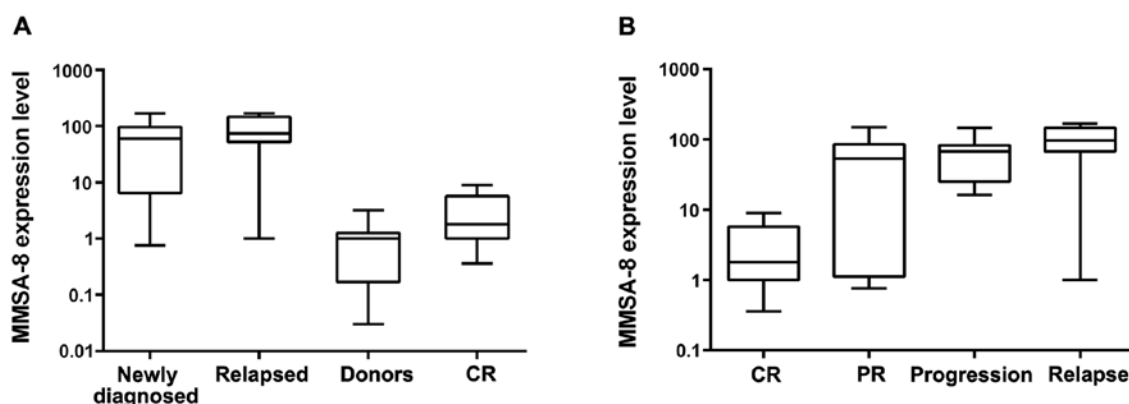 A
MMSA-8 expression level
1000
100
10
1
0.1
0.01
Newly
diagnosed
Relapsed
Donors
CR
B
MMSA-8 expression level
1000
100
10
1
0.1
CR
PR
Progression
Relapse